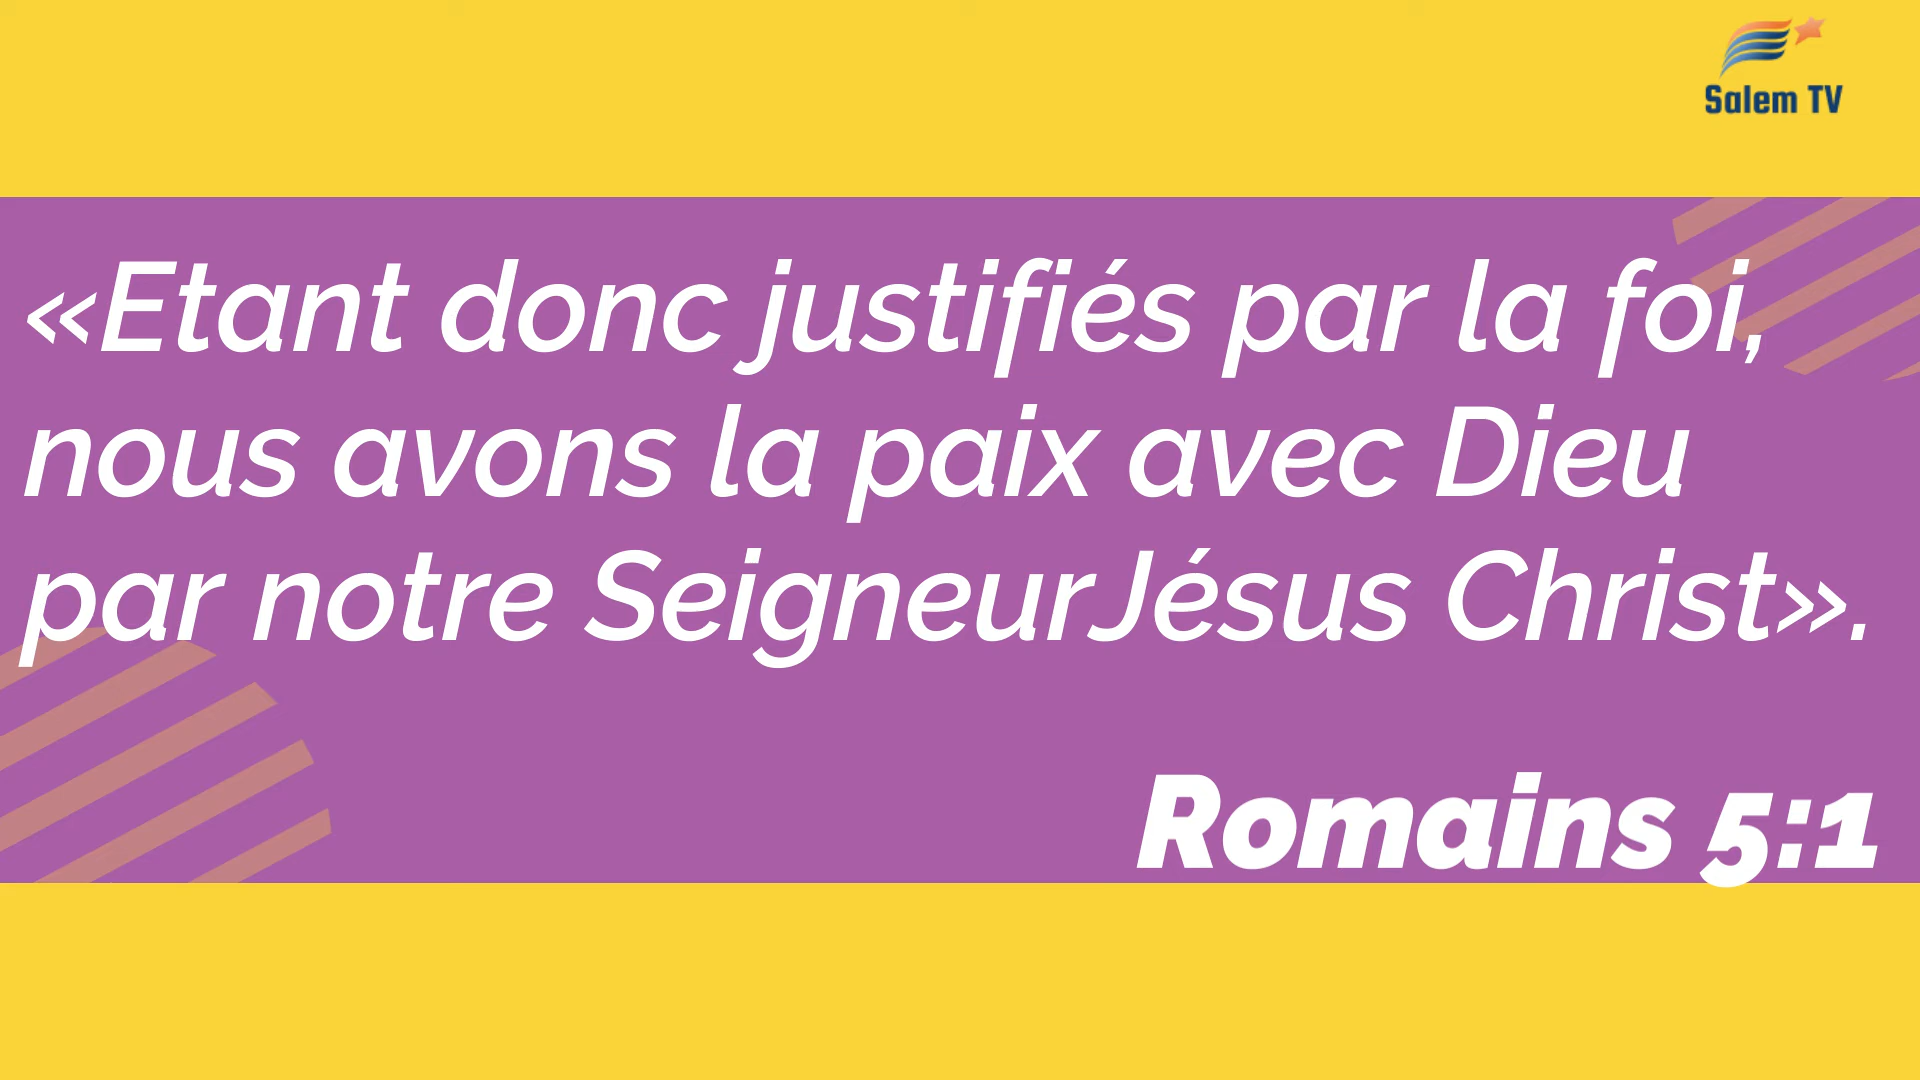 Salem TV
«Etant donc justifiés par la foi,
nous avons la paix avec Dieu
par notre SeigneurJésus Christ».
Romains 5:1